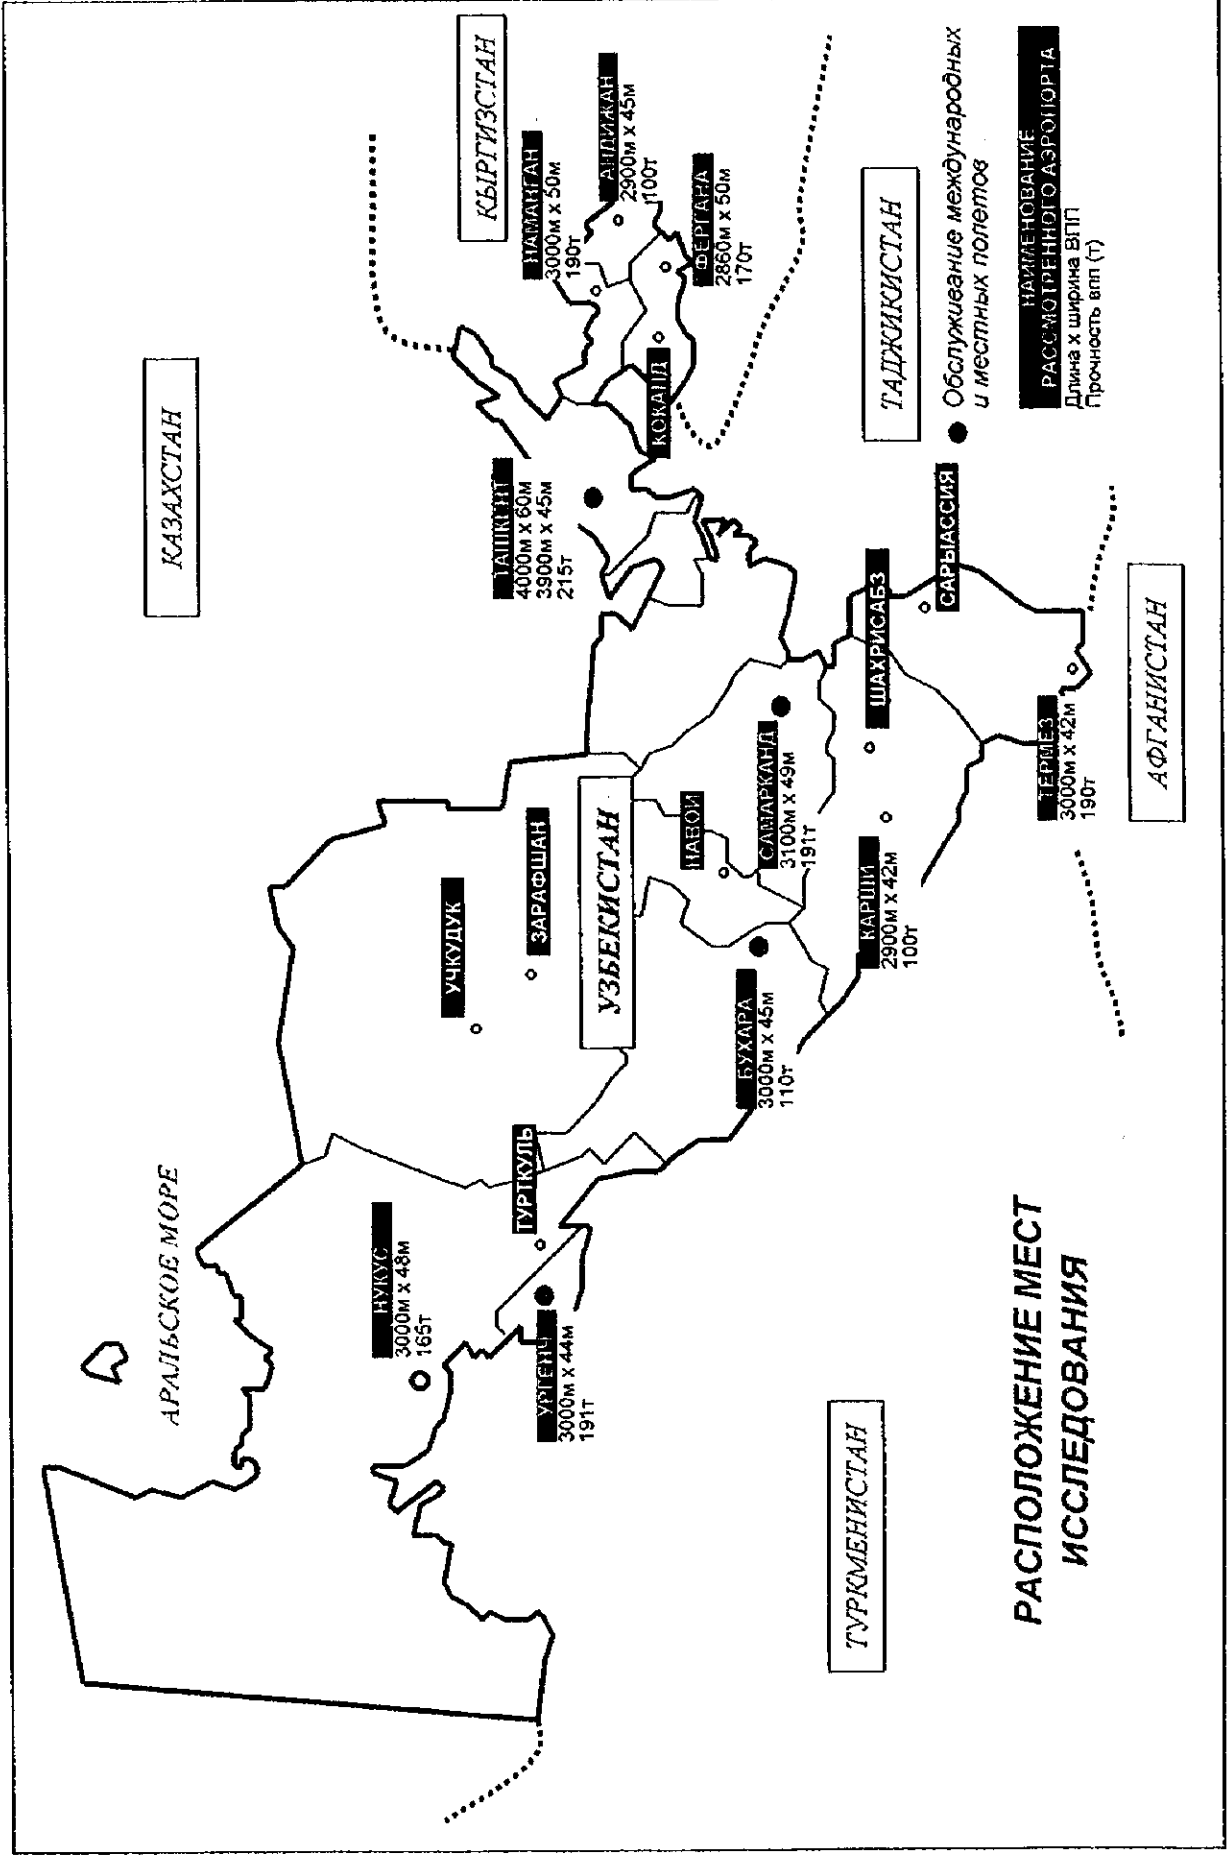 КАЗАХСТАН
КЫРГИЗСТАН
АРАЛЬСКОЕ МОРЕ
НАМАНГАН
3000м x 50м
190т
АНДИЖАН
2900м x 45м
100т
ФЕРГАНА
2860м x 50м
170т
КОКАНД
ТАШКЕНТ
4000м x 60м
3900м x 45м
215т
УЧКУДУК
ЗАРАФШАН
УЗБЕКИСТАН
НУКУС
3000м x 48м
165т
ТУРТКУЛЬ
УРГЕНЧ
3000м x 44м
191т
НАВОИ
САМАРКАНД
3100м x 49м
191т
БУХАРА
3000м x 45м
110т
КАРШИ
2900м x 42м
100т
ШАХРИСАБЗ
САРЫАССИЯ
ТЕРМЕЗ
3000м x 42м
190т
ТАДЖИКИСТАН
АФГАНИСТАН
ТУРКМЕНИСТАН
Обслуживание международных
и местных полетов
НАИМЕНОВАНИЕ
РАССМОТРЕННОГО АЭРОПОРТА
Длина x ширина ВПП
Прочность впп (т)
РАСПОЛОЖЕНИЕ МЕСТ
ИССЛЕДОВАНИЯ